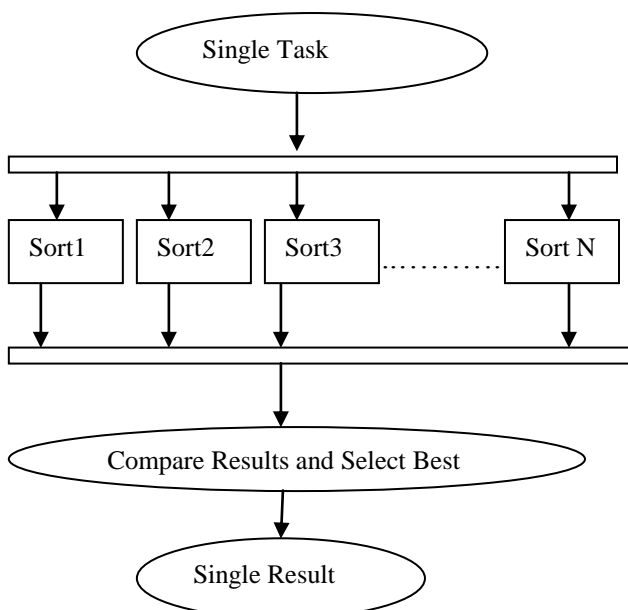 Single Task
Sort1 Sort2 Sort3 ............ Sort N
Compare Results and Select Best
Single Result